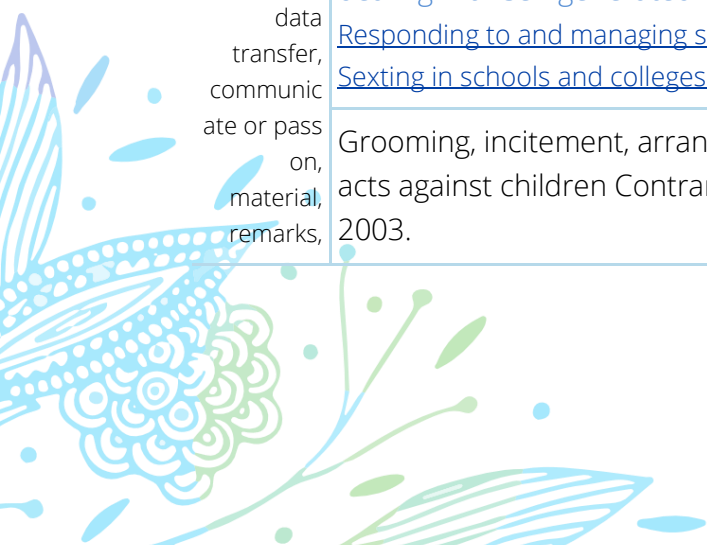 data
transfer,
communic
ate or pass
on,
material,
remarks,
Responding to and managing s
Sexting in schools and colleges
Grooming, incitement, arran
acts against children Contra
2003.